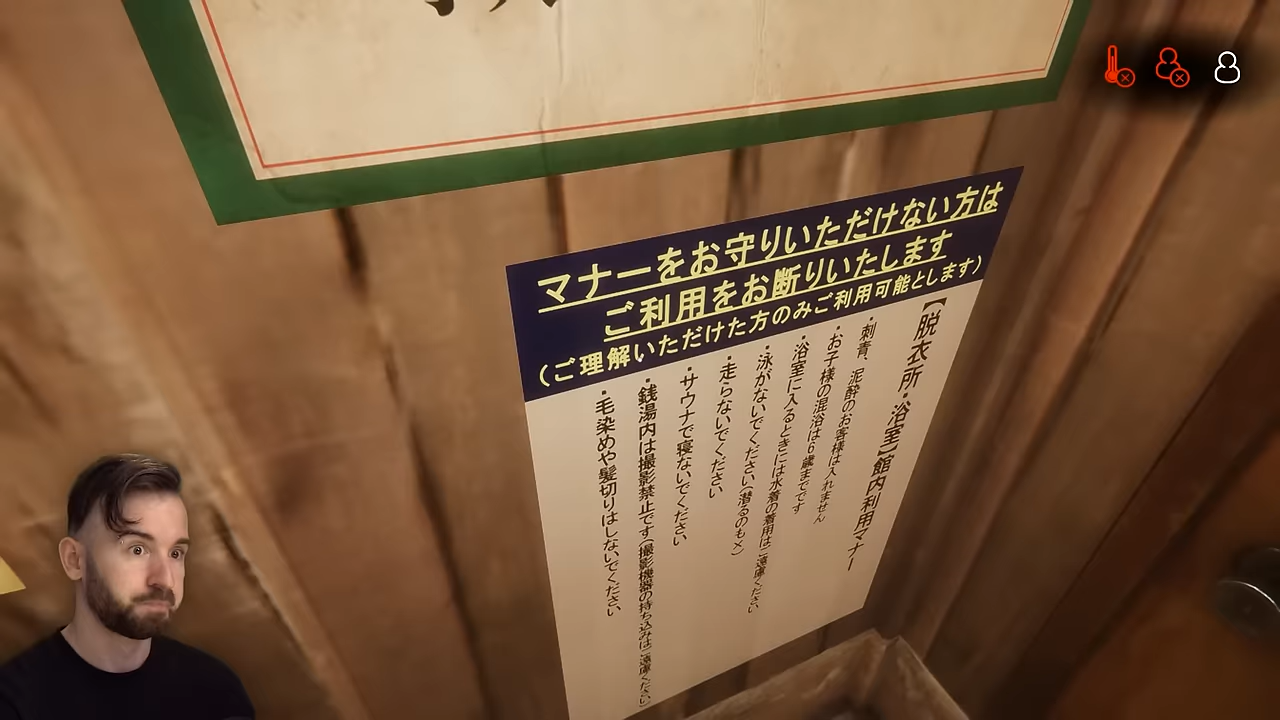 マナーをお守りいただけない方は
ご利用をお断りいたします
(ご理解いただけた方のみご利用可能とします)
【脱衣所・浴室】館内利用マナー
・刺青、泥酔のお客様は入れません
・お子様の混浴は6歳までです
・浴室に入るときには水着の着用はご遠慮ください
・泳がないでください(潜るのも×)
・走らないでください
・サウナで寝ないでください
・銭湯内は撮影禁止です(撮影機器の持ち込みはご遠慮ください)
・毛染めや髪切りはしないでください